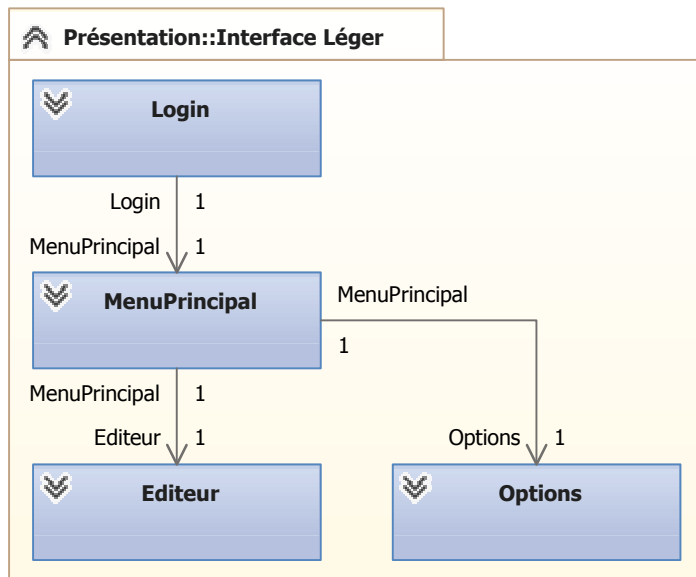 Présentation::Interface Léger
Login
Login 1
MenuPrincipal 1
MenuPrincipal
MenuPrincipal
1
MenuPrincipal 1
Editeur 1
Options 1
Editeur
Options